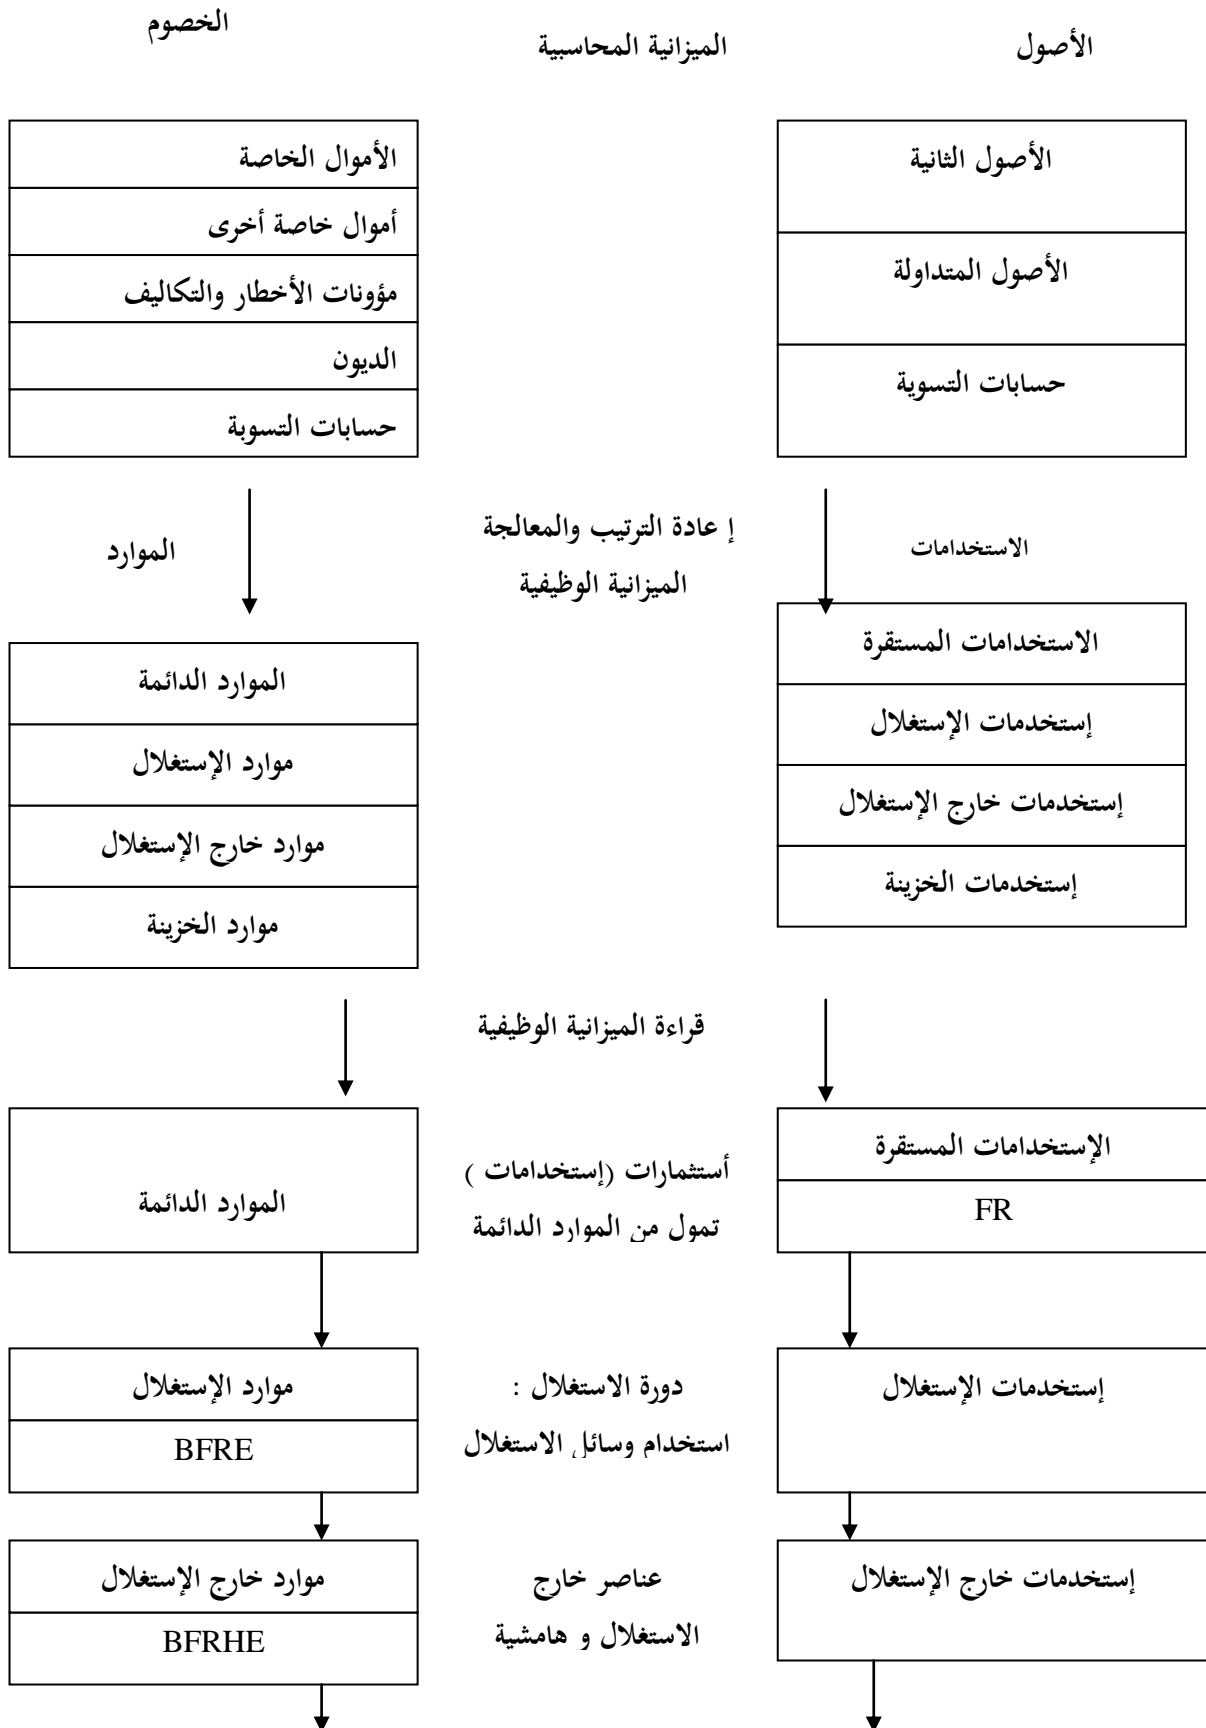 الأصول
الميزانية المحاسبية
الخصوم
الأصول الثانية
الأصول المتداولة
حسابات التسوية
الأموال الخاصة
أموال خاصة أخرى
مؤونات الأخطار والتكاليف
الديون
حسابات التسوبة
الاستخدامات
إ عادة الترتيب والمعالجة
الميزانية الوظيفية
الموارد
الاستخدامات المستقرة
إستخدمات الإستغلال
إستخدمات خارج الإستغلال
إستخدمات الخزينة
الموارد الدائمة
موارد الإستغلال
موارد خارج الإستغلال
موارد الخزينة
قراءة الميزانية الوظيفية
الإستخدامات المستقرة
FR
أستثمارات (إستخدامات )
تمول من الموارد الدائمة
الموارد الدائمة
إستخدمات الإستغلال
دورة الاستغلال :
استخدام وسائل الاستغلال
موارد الإستغلال
BFRE
إستخدمات خارج الإستغلال
عناصر خارج
الاستغلال و هامشية
موارد خارج الإستغلال
BFRHE